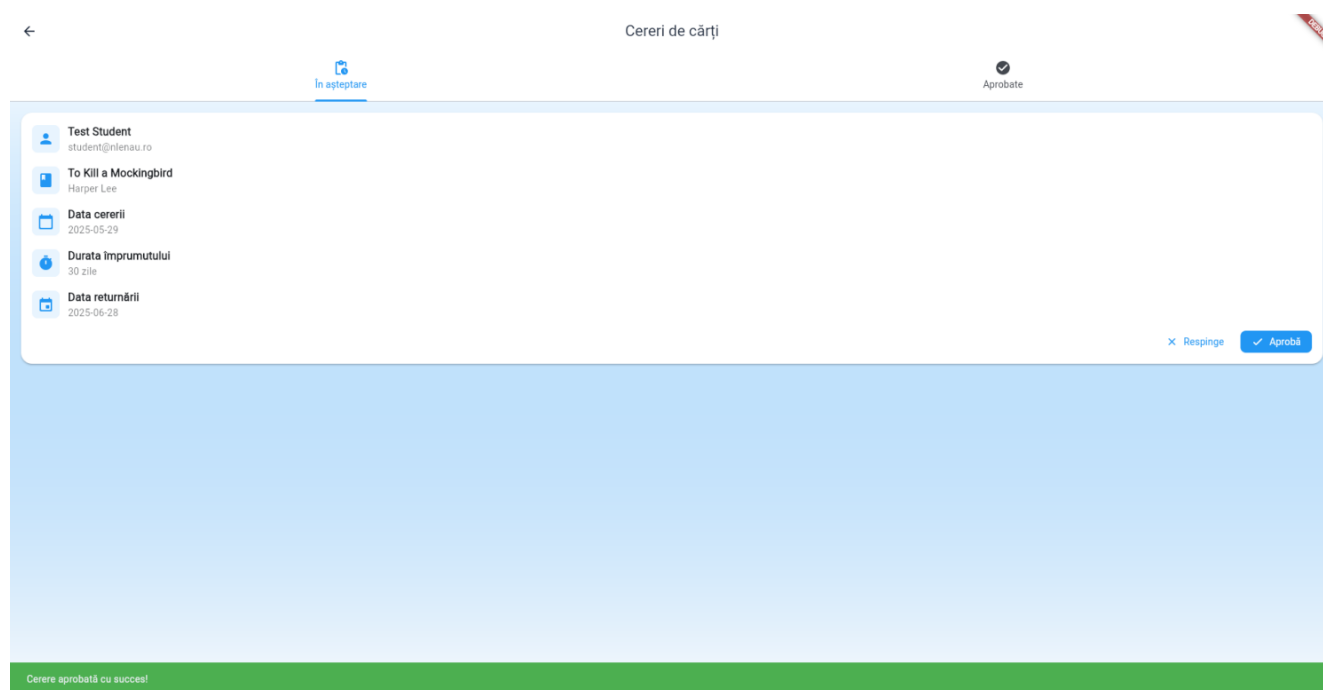 Cereri de cărți
În așteptare
Aprobate
Test Student
student@nlenau.ro
To Kill a Mockingbird
Harper Lee
Data cererii
2025-05-29
Durata împrumutului
30 zile
Data returnării
2025-06-28
Respinge
Aprobă
Cerere aprobată cu succes!